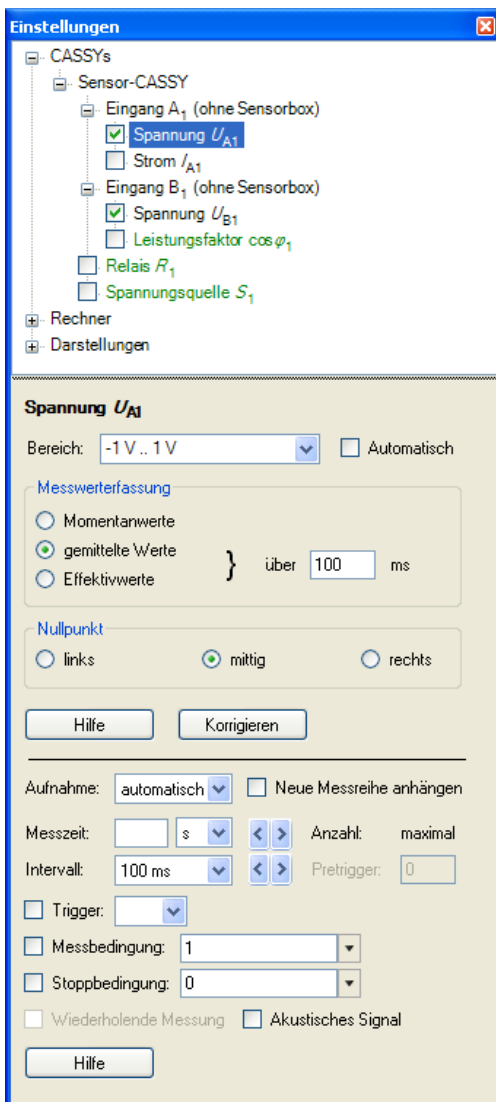 Einstellungen
CASSYs
Sensor-CASSY
Eingang A1 (ohne Sensorbox)
Spannung UA1
Strom IA1
Eingang B1 (ohne Sensorbox)
Spannung UB1
Leistungsfaktor cosφ1
Relais R1
Spannungsquelle S1
Rechner
Darstellungen
Spannung UA1
Bereich: -1 V .. 1 V Automatisch
Messwerterfassung
Momentanwerte
gemittelte Werte } über 100 ms
Effektivwerte
Nullpunkt
links mittig rechts
Hilfe Korrigieren
Aufnahme: automatisch Neue Messreihe anhängen
Messzeit: s < > Anzahl: maximal
Intervall: 100 ms < > Pretrigger: 0
Trigger:
Messbedingung: 1
Stoppbedingung: 0
Wiederholende Messung Akustisches Signal
Hilfe